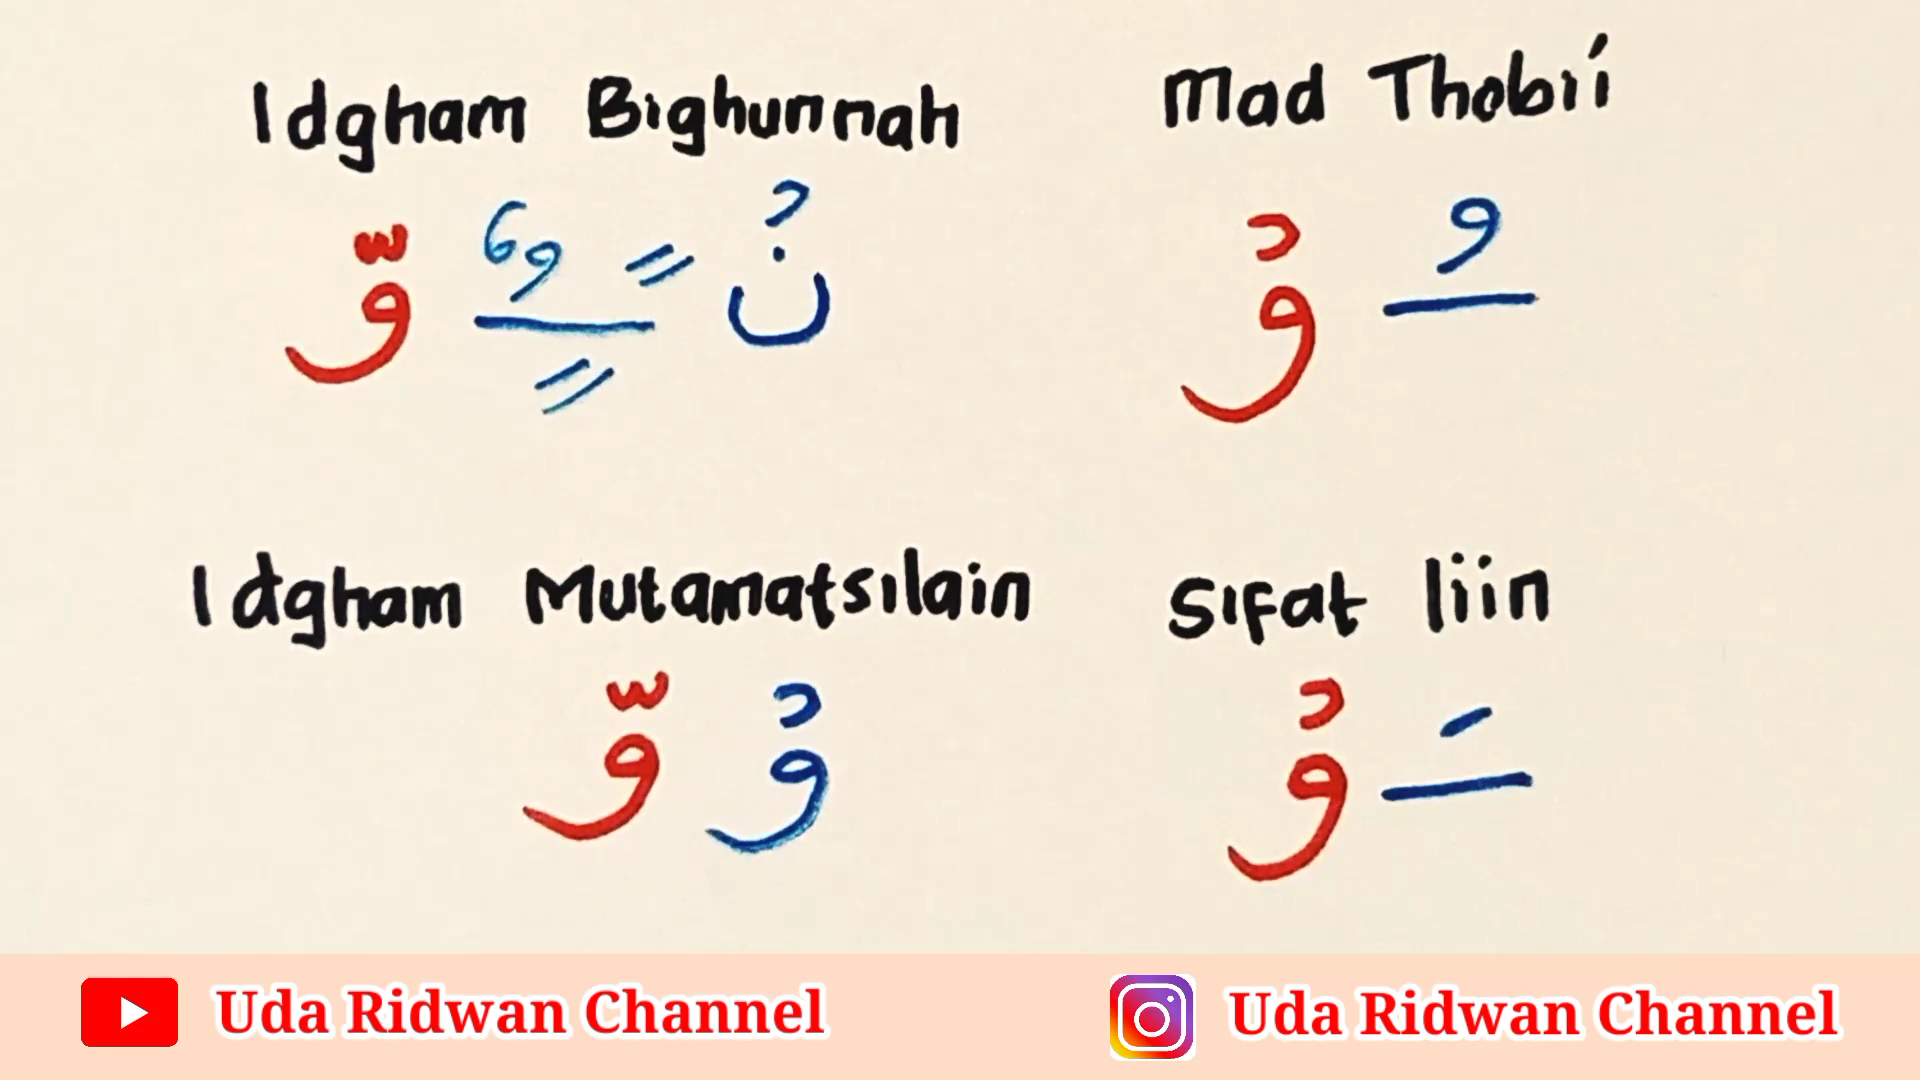 Idgham Bighunnah
Mad Thobi'i
نْ ـٌـٍـً وّ
ـُـ وْ
Idgham Mutamatsilain
Sifat liin
وْ وّ
ـَـ وْ
Uda Ridwan Channel
Uda Ridwan Channel